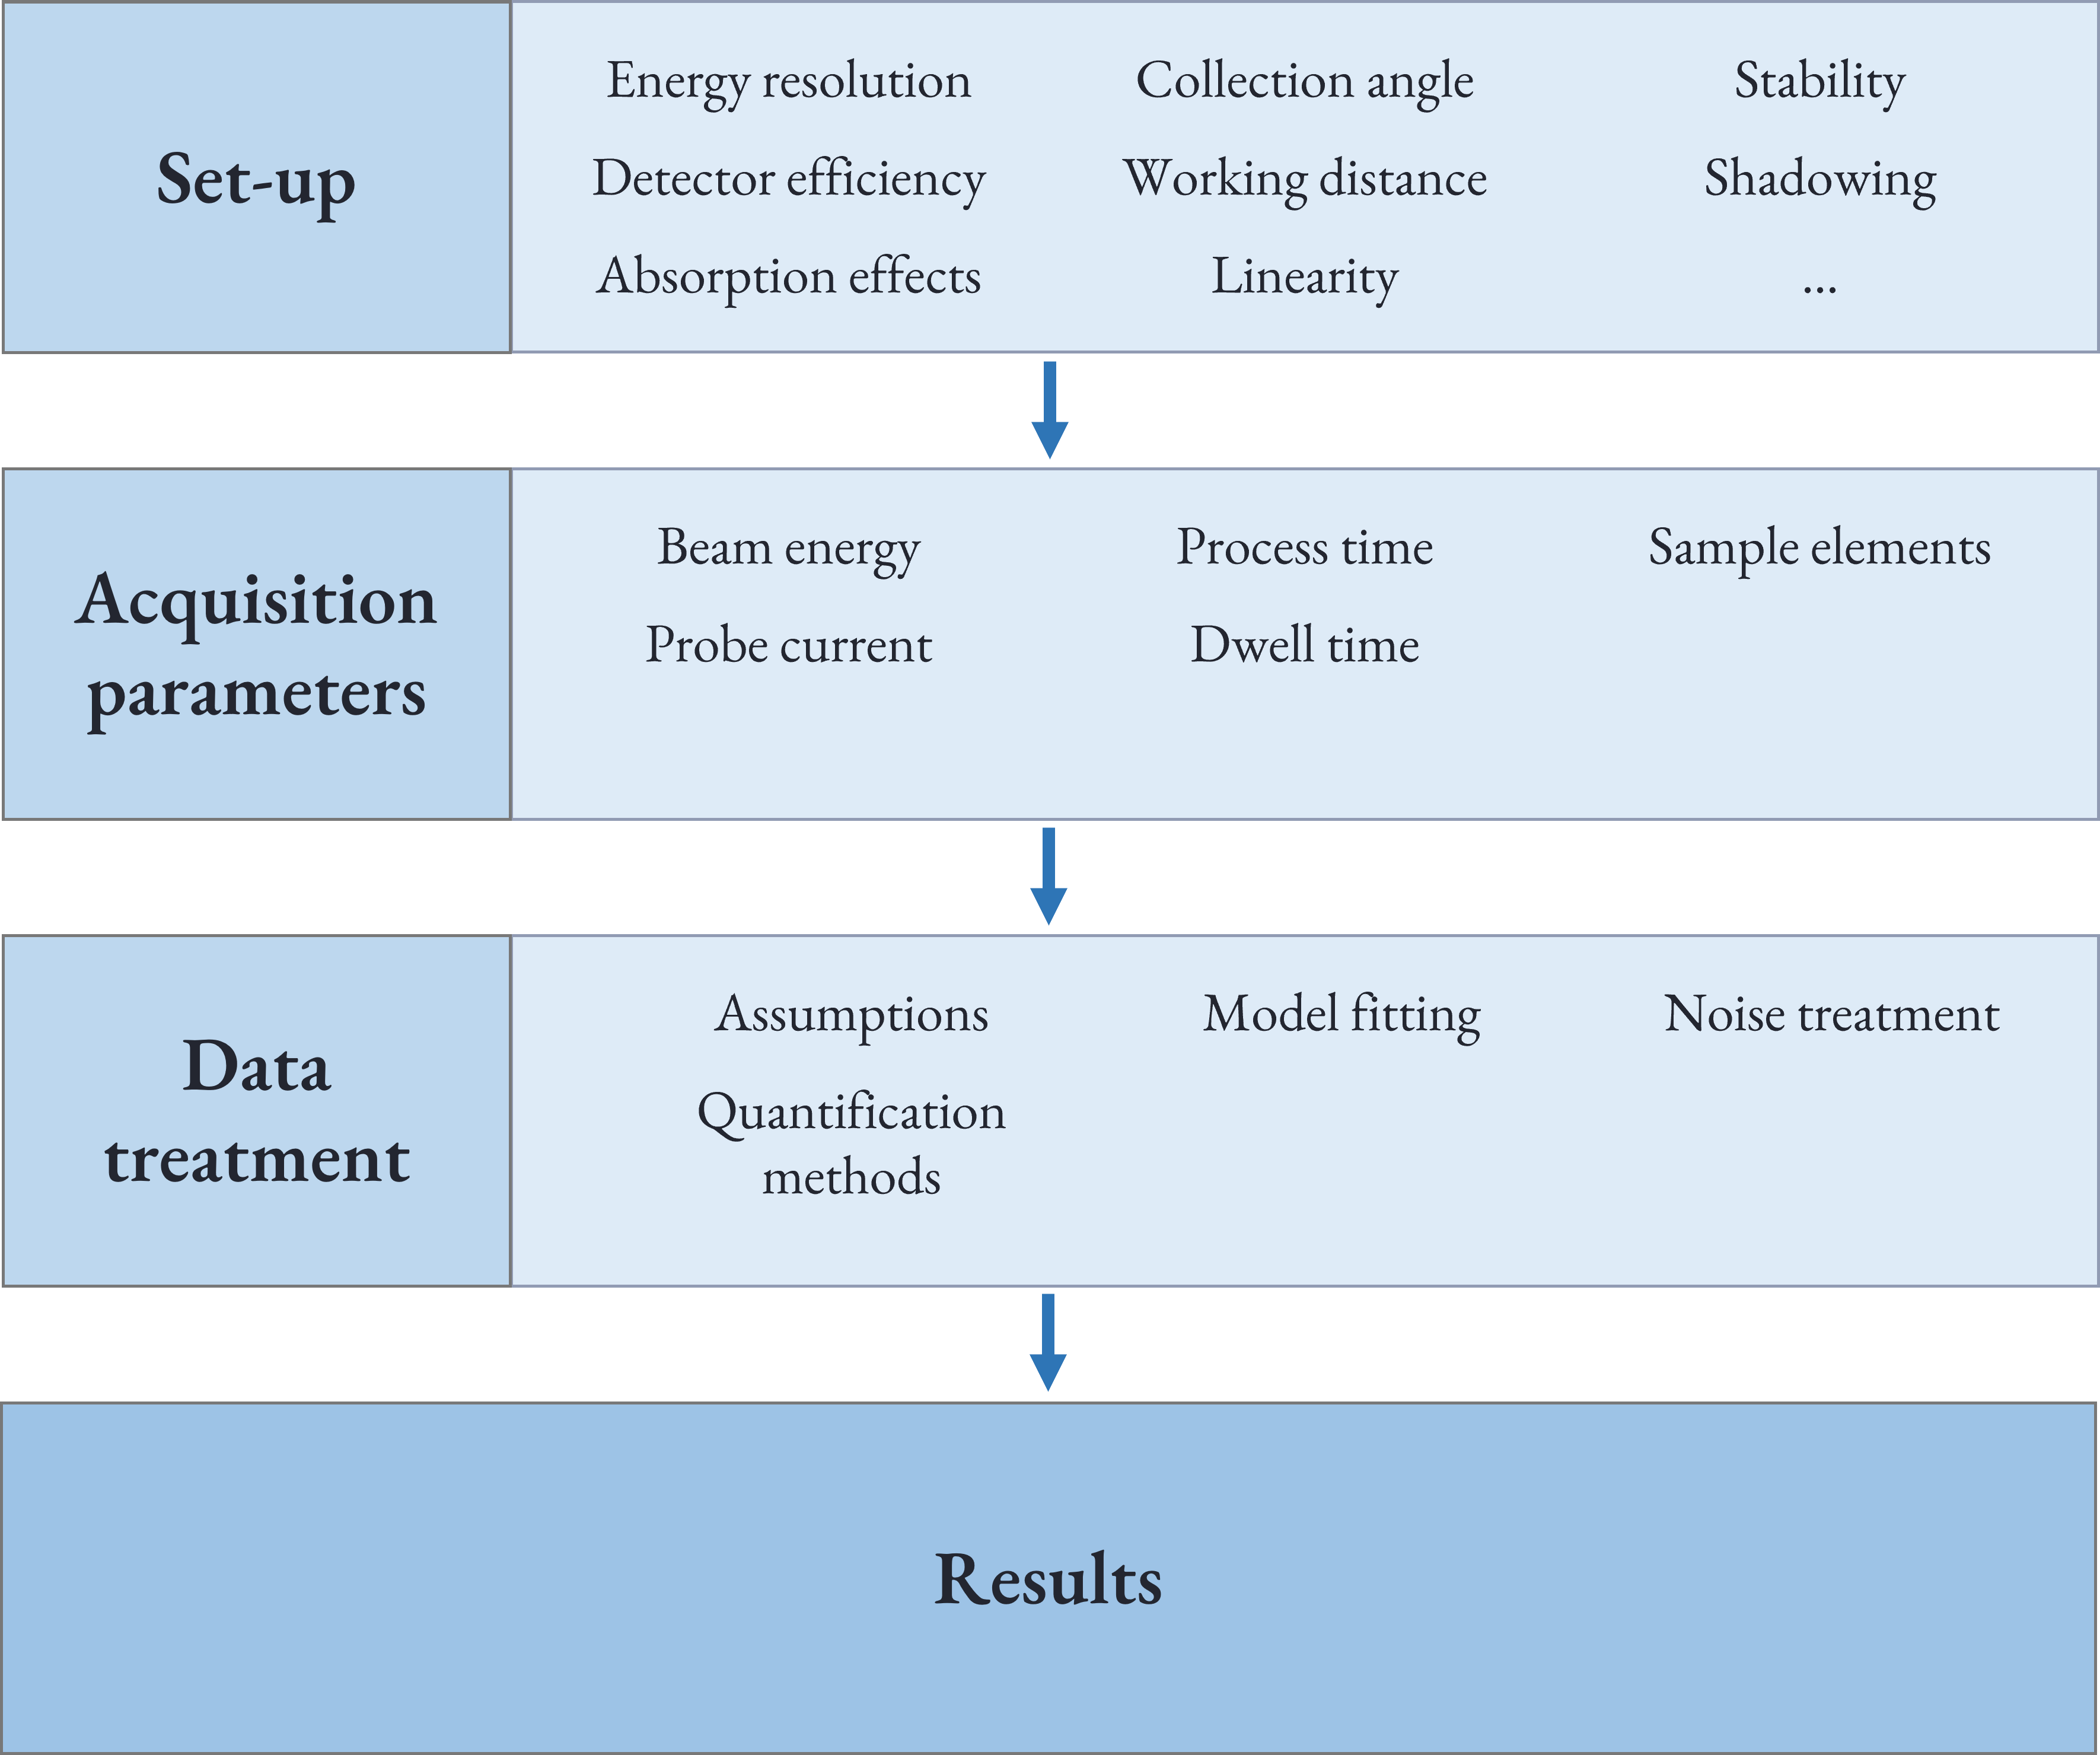 Set-up
Energy resolution
Collection angle
Stability
Detector efficiency
Working distance
Shadowing
Absorption effects
Linearity
...
Acquisition
parameters
Beam energy
Process time
Sample elements
Probe current
Dwell time
Data
treatment
Assumptions
Model fitting
Noise treatment
Quantification
methods
Results